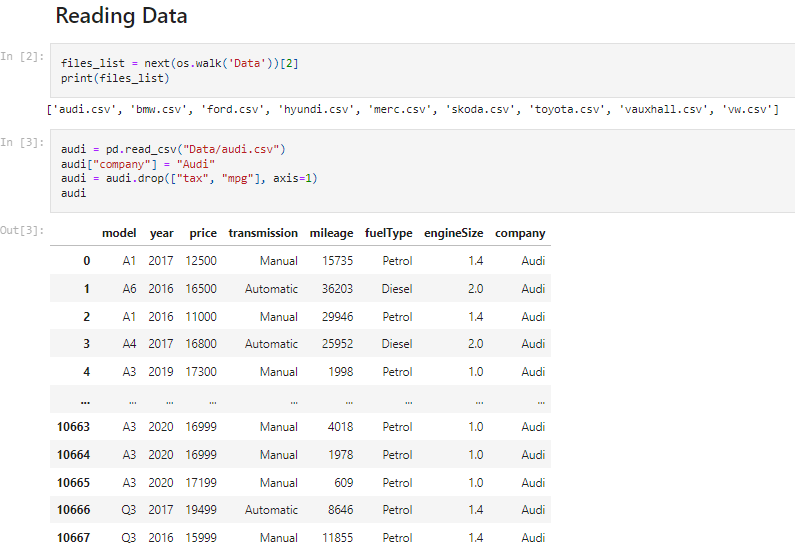 Reading Data
In [2]:
files_list = next(os.walk('Data'))[2]
print(files_list)
['audi.csv', 'bmw.csv', 'ford.csv', 'hyundi.csv', 'merc.csv', 'skoda.csv', 'toyota.csv', 'vauxhall.csv', 'vw.csv']
In [3]:
audi = pd.read_csv("Data/audi.csv")
audi["company"] = "Audi"
audi = audi.drop(["tax", "mpg"], axis=1)
audi
Out[3]:
model year price transmission mileage fuelType engineSize company
0 A1 2017 12500 Manual 15735 Petrol 1.4 Audi
1 A6 2016 16500 Automatic 36203 Diesel 2.0 Audi
2 A1 2016 11000 Manual 29946 Petrol 1.4 Audi
3 A4 2017 16800 Automatic 25952 Diesel 2.0 Audi
4 A3 2019 17300 Manual 1998 Petrol 1.0 Audi
... ... ... ... ... ... ... ... ...
10663 A3 2020 16999 Manual 4018 Petrol 1.0 Audi
10664 A3 2020 16999 Manual 1978 Petrol 1.0 Audi
10665 A3 2020 17199 Manual 609 Petrol 1.0 Audi
10666 Q3 2017 19499 Automatic 8646 Petrol 1.4 Audi
10667 Q3 2016 15999 Manual 11855 Petrol 1.4 Audi